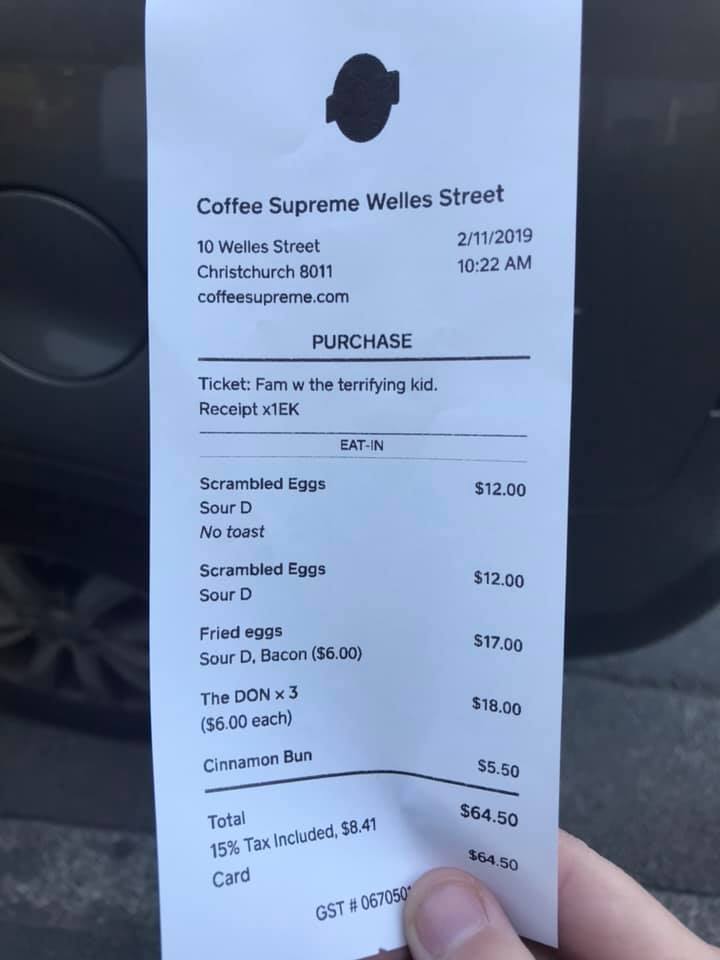 Coffee Supreme Welles Street
10 Welles Street 2/11/2019
Christchurch 8011 10:22 AM
coffeesupreme.com
PURCHASE
Ticket: Fam w the terrifying kid.
Receipt x1EK
EAT-IN
Scrambled Eggs $12.00
Sour D
No toast
Scrambled Eggs $12.00
Sour D
Fried eggs $17.00
Sour D, Bacon ($6.00)
The DON x 3 $18.00
($6.00 each)
Cinnamon Bun $5.50
Total $64.50
15% Tax Included, $8.41
Card $64.50
GST #